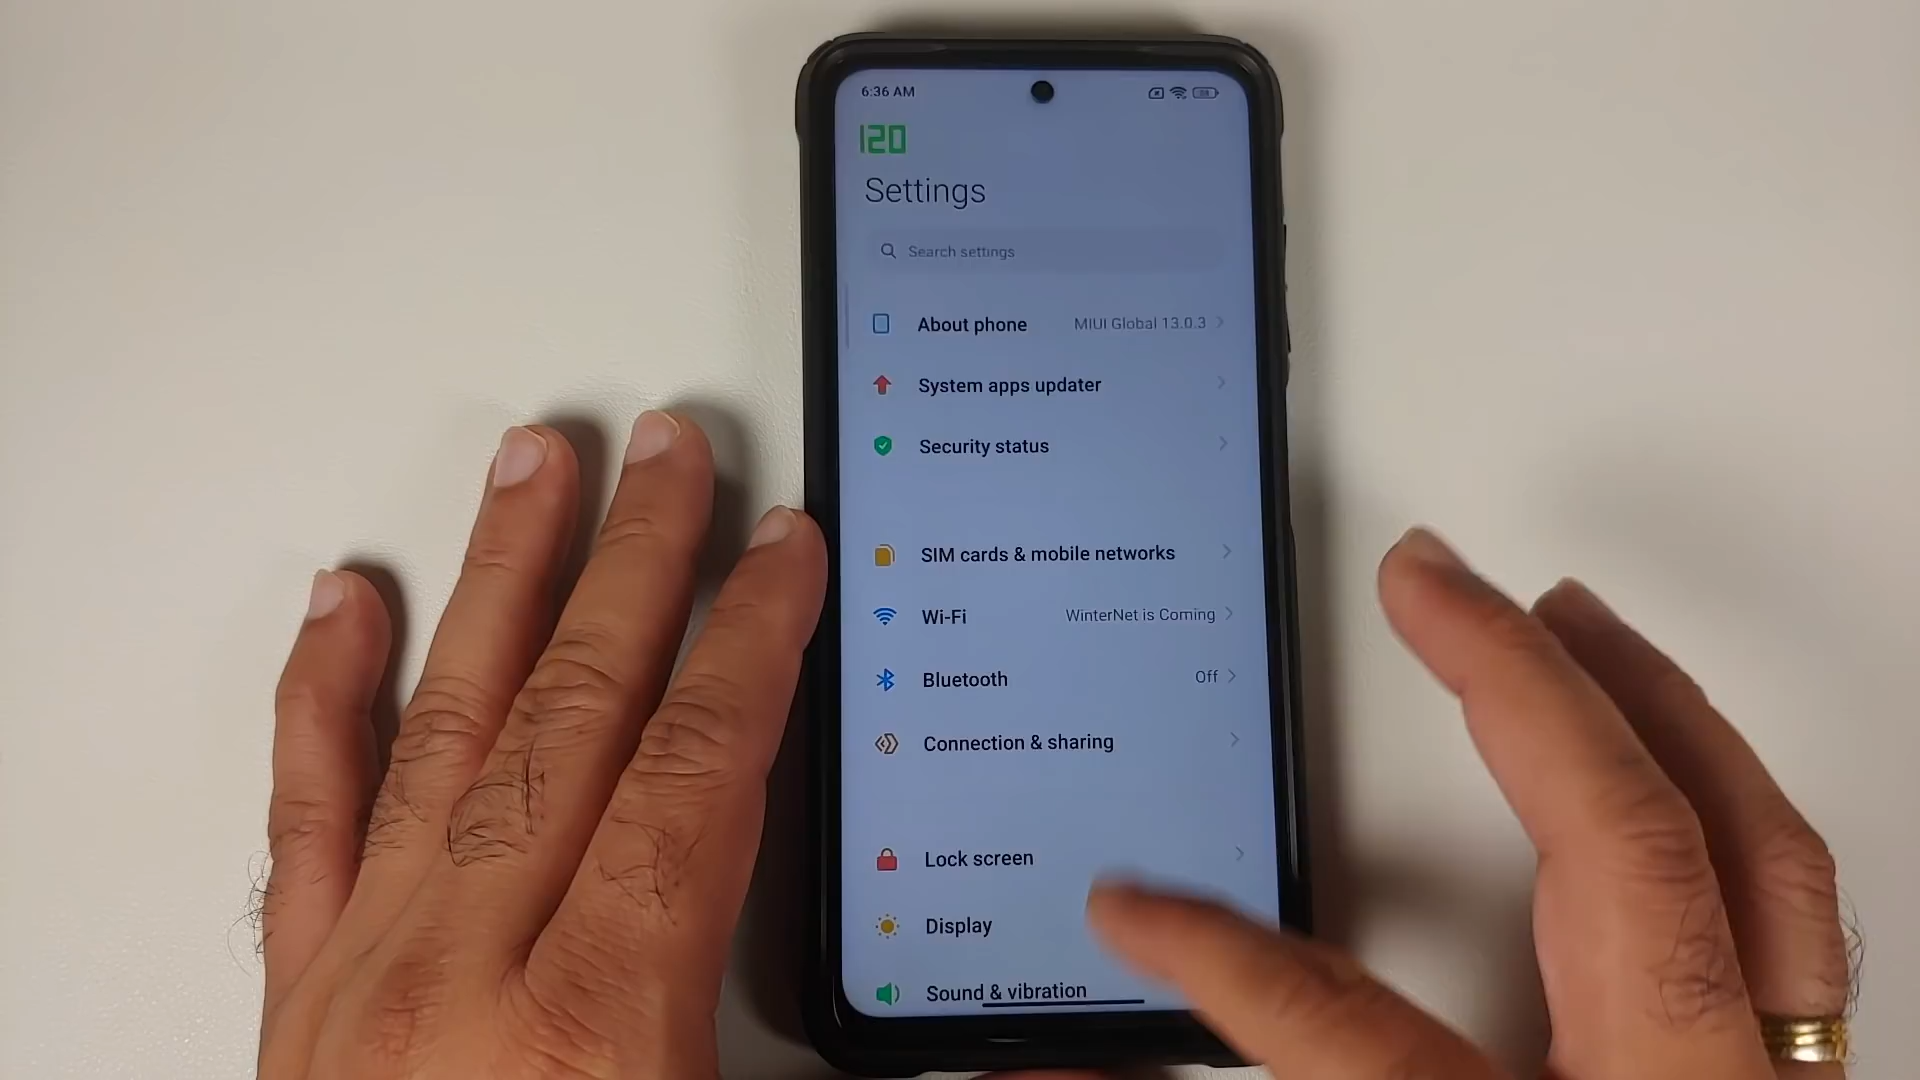 6:36 AM
120
Settings
Search settings
About phone MIUI Global 13.0.3
System apps updater
Security status
SIM cards & mobile networks
Wi-Fi WinterNet is Coming
Bluetooth Off
Connection & sharing
Lock screen
Display
Sound & vibration